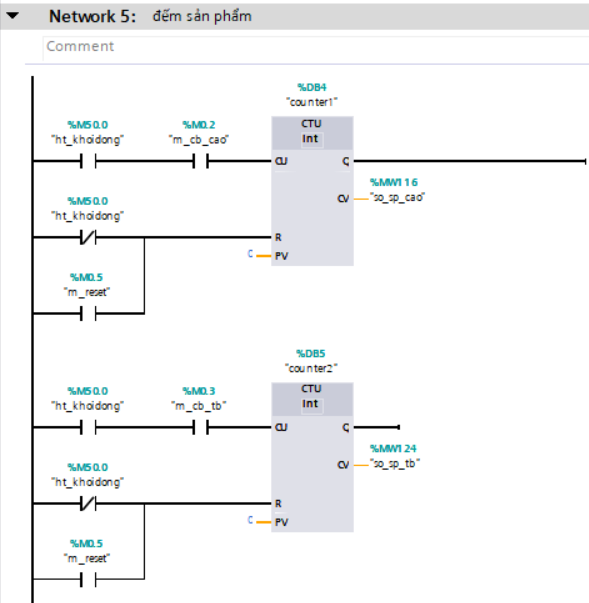 Network 5: đếm sản phẩm
Comment
%DB4
"counter1"
%M50.0
"ht_khoidong"
%M0.2
"m_cb_cao"
CTU
Int
CU
Q
%MW116
CV
"so_sp_cao"
%M50.0
"ht_khoidong"
R
PV
%M0.5
"m_reset"
%DB5
"counter2"
%M50.0
"ht_khoidong"
%M0.3
"m_cb_tb"
CTU
Int
CU
Q
%MW124
CV
"so_sp_tb"
%M50.0
"ht_khoidong"
R
PV
%M0.5
"m_reset"